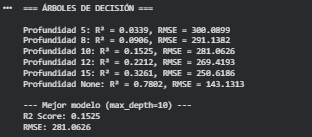 === ÁRBOLES DE DECISIÓN ===
Profundidad 5: R² = 0.0339, RMSE = 300.0899
Profundidad 8: R² = 0.0906, RMSE = 291.1382
Profundidad 10: R² = 0.1525, RMSE = 281.0626
Profundidad 12: R² = 0.2212, RMSE = 269.4193
Profundidad 15: R² = 0.3261, RMSE = 250.6186
Profundidad None: R² = 0.7802, RMSE = 143.1313
--- Mejor modelo (max_depth=10) ---
R2 Score: 0.1525
RMSE: 281.0626